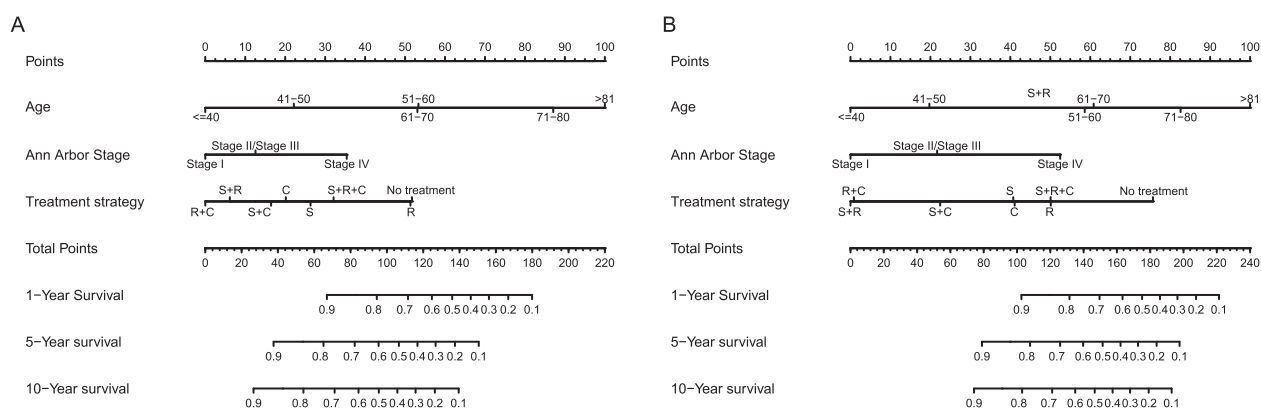 A
Points
0 10 20 30 40 50 60 70 80 90 100
Age
41−50 51−60 >81
<=40 61−70 71−80
Ann Arbor Stage
Stage II/Stage III
Stage I Stage IV
Treatment strategy
S+R C S+R+C No treatment
R+C S+C S R
Total Points
0 20 40 60 80 100 120 140 160 180 200 220
1−Year Survival
0.9 0.8 0.7 0.6 0.5 0.4 0.3 0.2 0.1
5−Year survival
0.9 0.8 0.7 0.6 0.5 0.4 0.3 0.2 0.1
10−Year survival
0.9 0.8 0.7 0.6 0.5 0.4 0.3 0.2 0.1
B
Points
0 10 20 30 40 50 60 70 80 90 100
Age
S+R
41−50 61−70 >81
<=40 51−60 71−80
Ann Arbor Stage
Stage II/Stage III
Stage I Stage IV
Treatment strategy
R+C S S+R+C No treatment
S+R S+C C R
Total Points
0 20 40 60 80 100 120 140 160 180 200 220 240
1−Year Survival
0.9 0.8 0.7 0.6 0.5 0.4 0.3 0.2 0.1
5−Year survival
0.9 0.8 0.7 0.6 0.5 0.4 0.3 0.2 0.1
10−Year survival
0.9 0.8 0.7 0.6 0.5 0.4 0.3 0.2 0.1